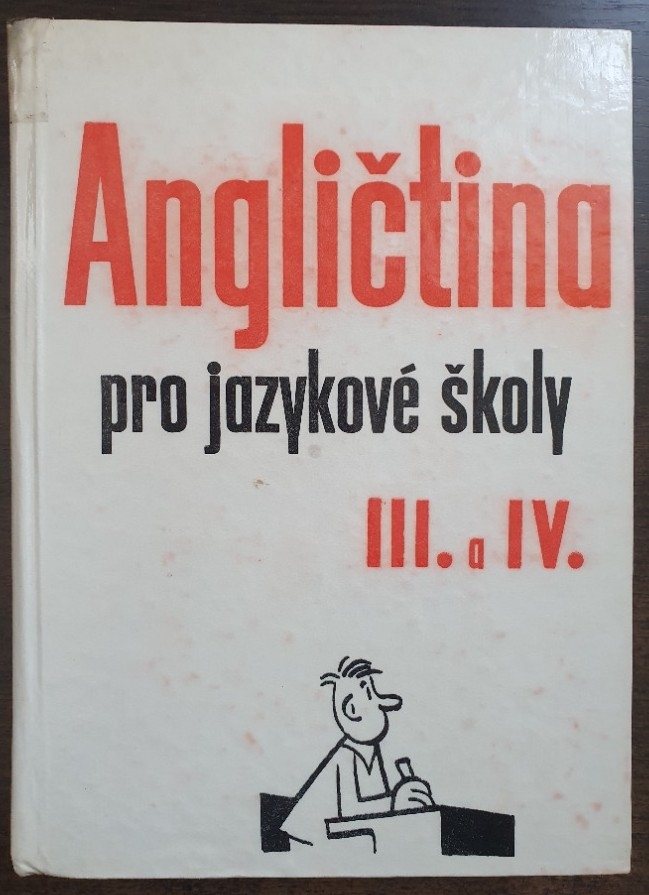 Angličtina
pro jazykové školy
III. a IV.